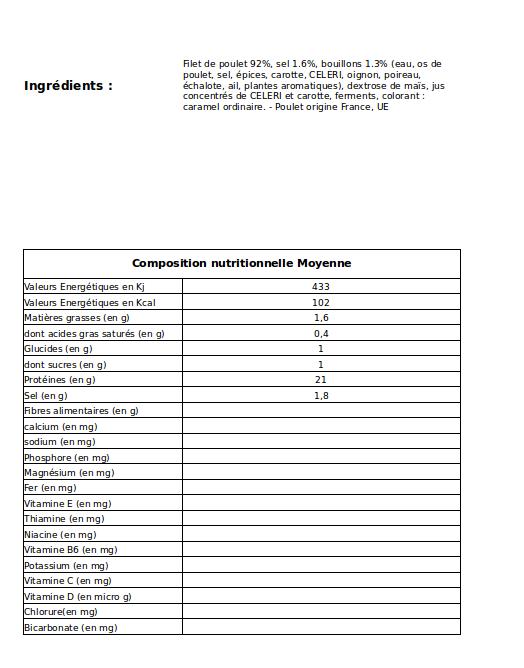 Filet de poulet 92%, sel 1.6%, bouillons 1.3% (eau, os de
poulet, sel, épices, carotte, CELERI, oignon, poireau,
Ingrédients :
échalote, ail, plantes aromatiques), dextrose de maïs, jus
concentrés de CELERI et carotte, ferments, colorant :
caramel ordinaire. - Poulet origine France, UE
Composition nutritionnelle Moyenne
Valeurs Energétiques en Kj 433
Valeurs Energétiques en Kcal 102
Matières grasses (en g) 1,6
dont acides gras saturés (en g) 0,4
Glucides (en g) 1
dont sucres (en g) 1
Protéines (en g) 21
Sel (en g) 1,8
Fibres alimentaires (en g)
calcium (en mg)
sodium (en mg)
Phosphore (en mg)
Magnésium (en mg)
Fer (en mg)
Vitamine E (en mg)
Thiamine (en mg)
Niacine (en mg)
Vitamine B6 (en mg)
Potassium (en mg)
Vitamine C (en mg)
Vitamine D (en micro g)
Chlorure(en mg)
Bicarbonate (en mg)